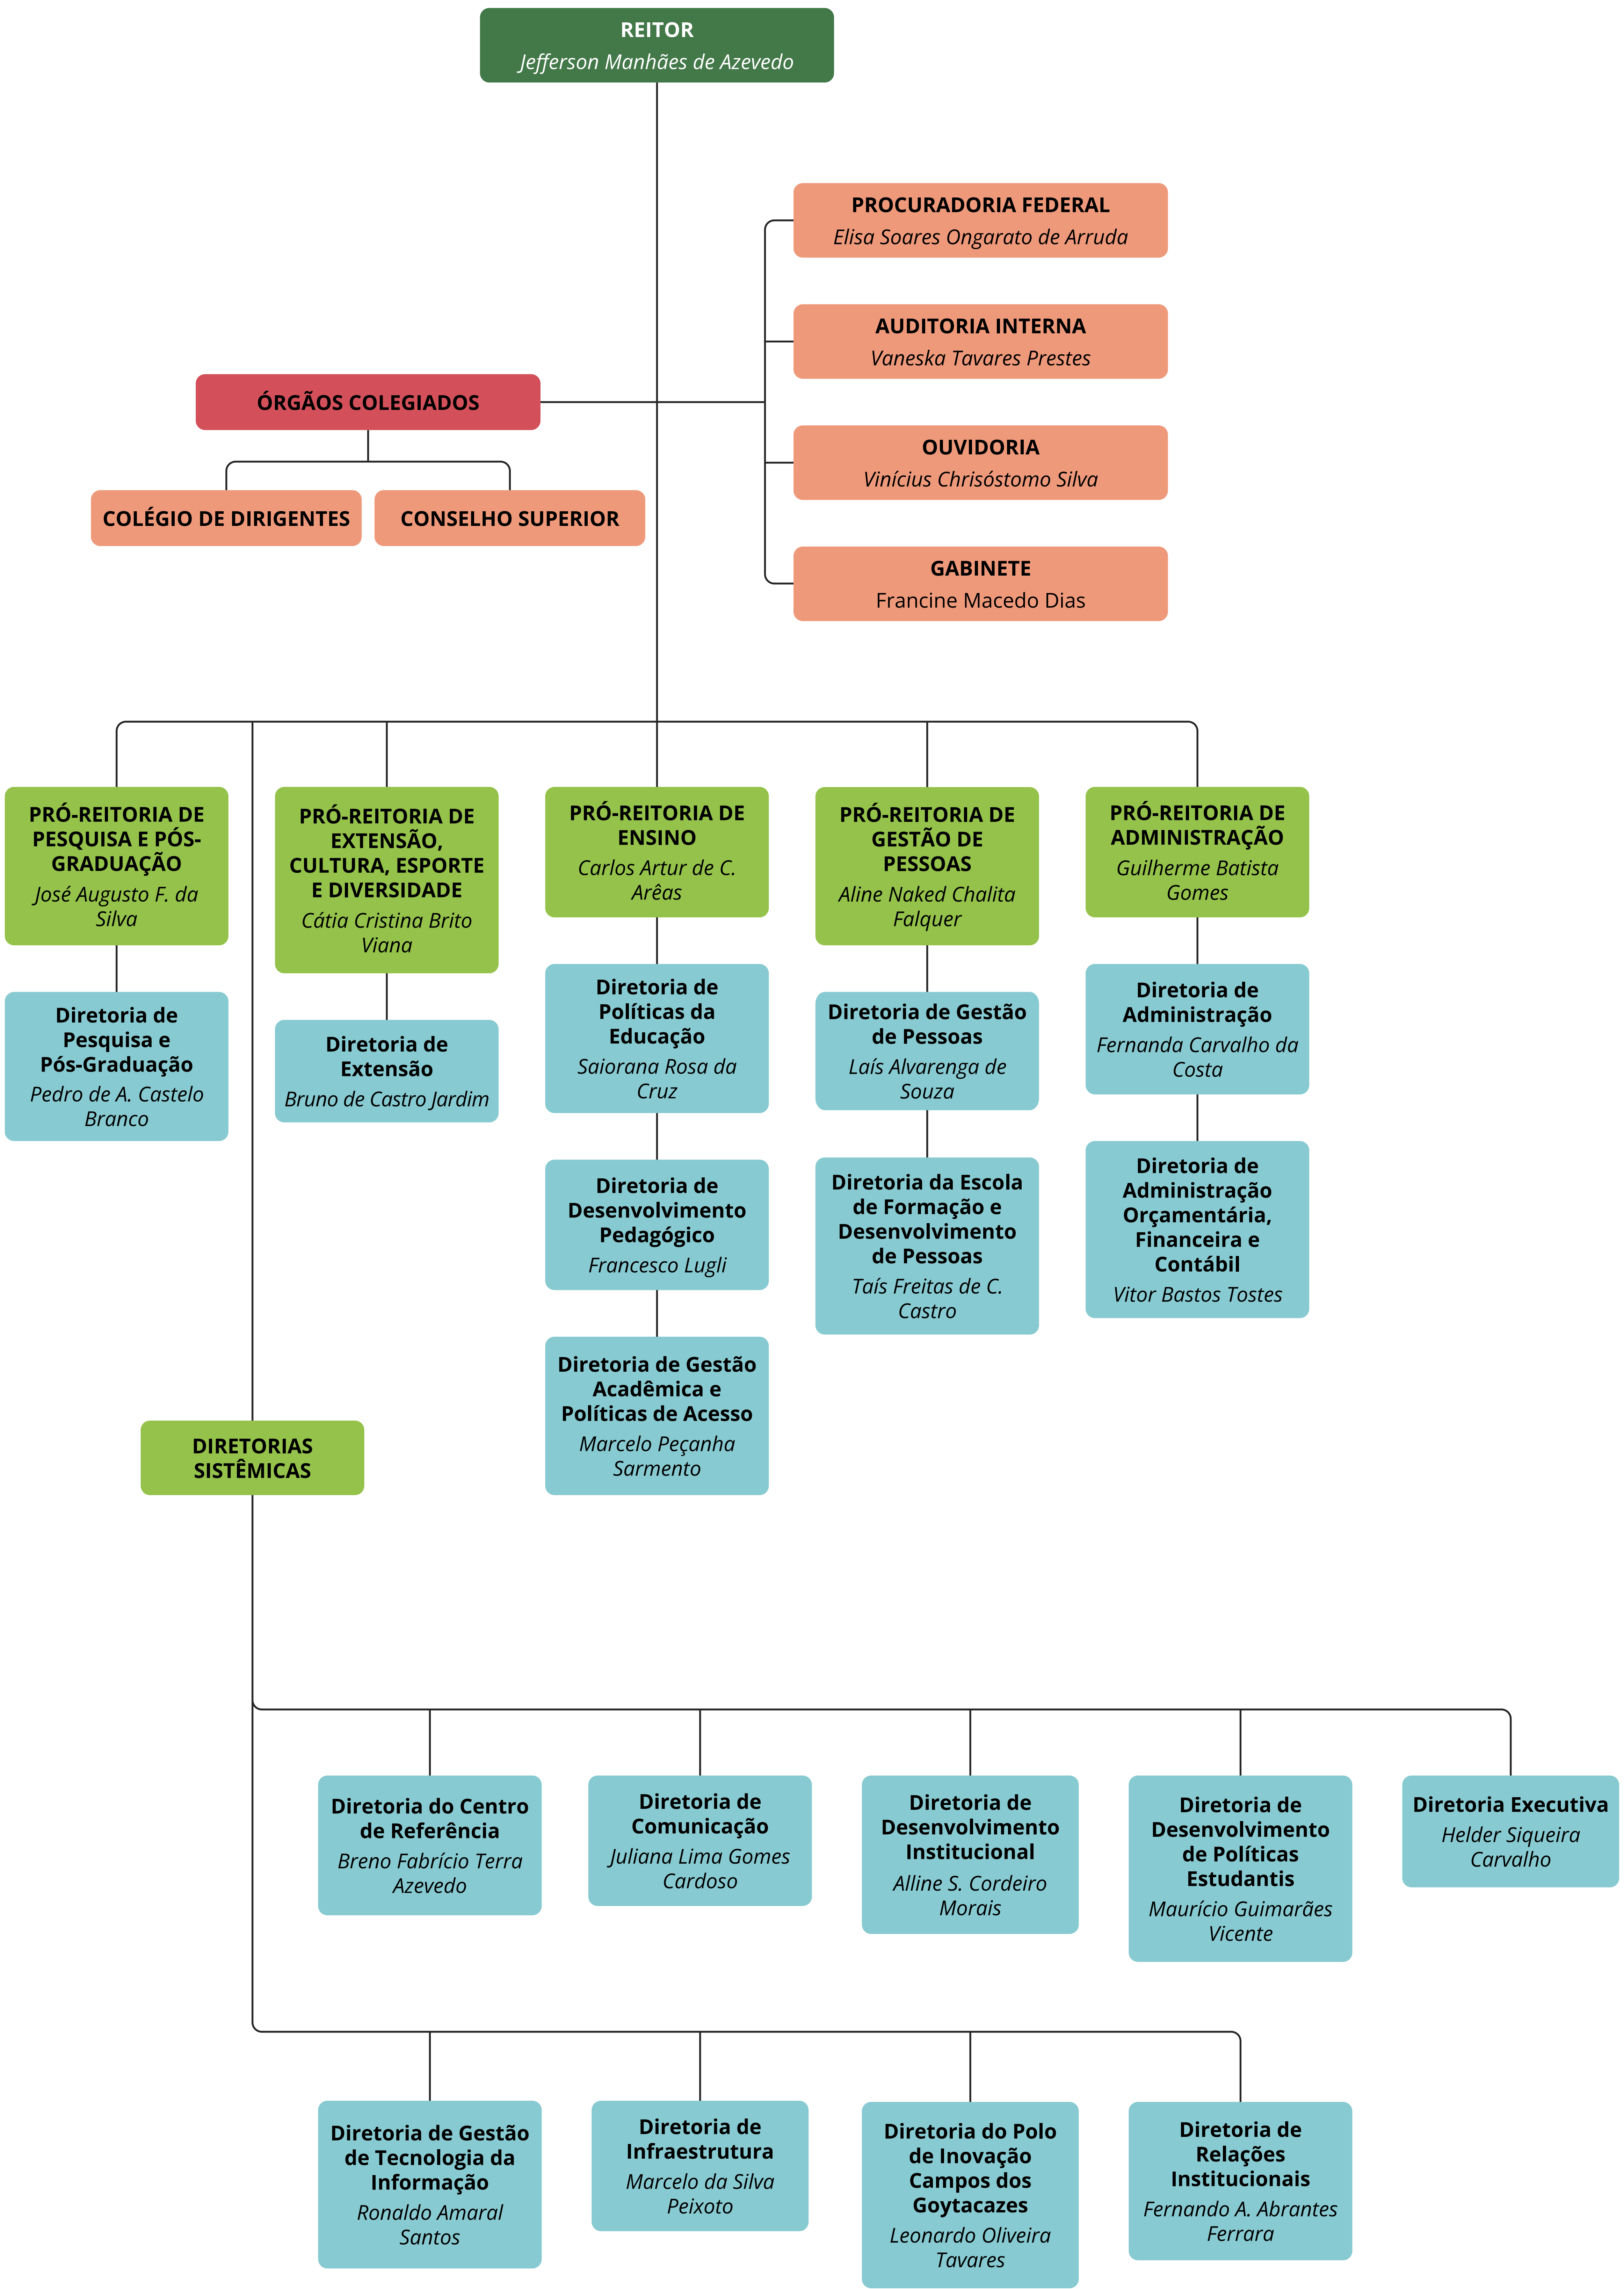 REITOR
Jefferson Manhães de Azevedo
PROCURADORIA FEDERAL
Elisa Soares Ongarato de Arruda
AUDITORIA INTERNA
Vaneska Tavares Prestes
ÓRGÃOS COLEGIADOS
OUVIDORIA
Vinícius Chrisóstomo Silva
COLÉGIO DE DIRIGENTES
CONSELHO SUPERIOR
GABINETE
Francine Macedo Dias
PRÓ-REITORIA DE
PESQUISA E PÓS-
GRADUAÇÃO
José Augusto F. da
Silva
PRÓ-REITORIA DE
EXTENSÃO,
CULTURA, ESPORTE
E DIVERSIDADE
Cátia Cristina Brito
Viana
PRÓ-REITORIA DE
ENSINO
Carlos Artur de C.
Arêas
PRÓ-REITORIA DE
GESTÃO DE
PESSOAS
Aline Naked Chalita
Falquer
PRÓ-REITORIA DE
ADMINISTRAÇÃO
Guilherme Batista
Gomes
Diretoria de
Pesquisa e
Pós-Graduação
Pedro de A. Castelo
Branco
Diretoria de
Extensão
Bruno de Castro Jardim
Diretoria de
Políticas da
Educação
Saiorana Rosa da
Cruz
Diretoria de Gestão
de Pessoas
Laís Alvarenga de
Souza
Diretoria de
Administração
Fernanda Carvalho da
Costa
Diretoria de
Desenvolvimento
Pedagógico
Francesco Lugli
Diretoria da Escola
de Formação e
Desenvolvimento
de Pessoas
Taís Freitas de C.
Castro
Diretoria de
Administração
Orçamentária,
Financeira e
Contábil
Vitor Bastos Tostes
Diretoria de Gestão
Acadêmica e
Políticas de Acesso
Marcelo Peçanha
Sarmento
DIRETORIAS
SISTÊMICAS
Diretoria do Centro
de Referência
Breno Fabrício Terra
Azevedo
Diretoria de
Comunicação
Juliana Lima Gomes
Cardoso
Diretoria de
Desenvolvimento
Institucional
Alline S. Cordeiro
Morais
Diretoria de
Desenvolvimento
de Políticas
Estudantis
Maurício Guimarães
Vicente
Diretoria Executiva
Helder Siqueira
Carvalho
Diretoria de Gestão
de Tecnologia da
Informação
Ronaldo Amaral
Santos
Diretoria de
Infraestrutura
Marcelo da Silva
Peixoto
Diretoria do Polo
de Inovação
Campos dos
Goytacazes
Leonardo Oliveira
Tavares
Diretoria de
Relações
Institucionais
Fernando A. Abrantes
Ferrara